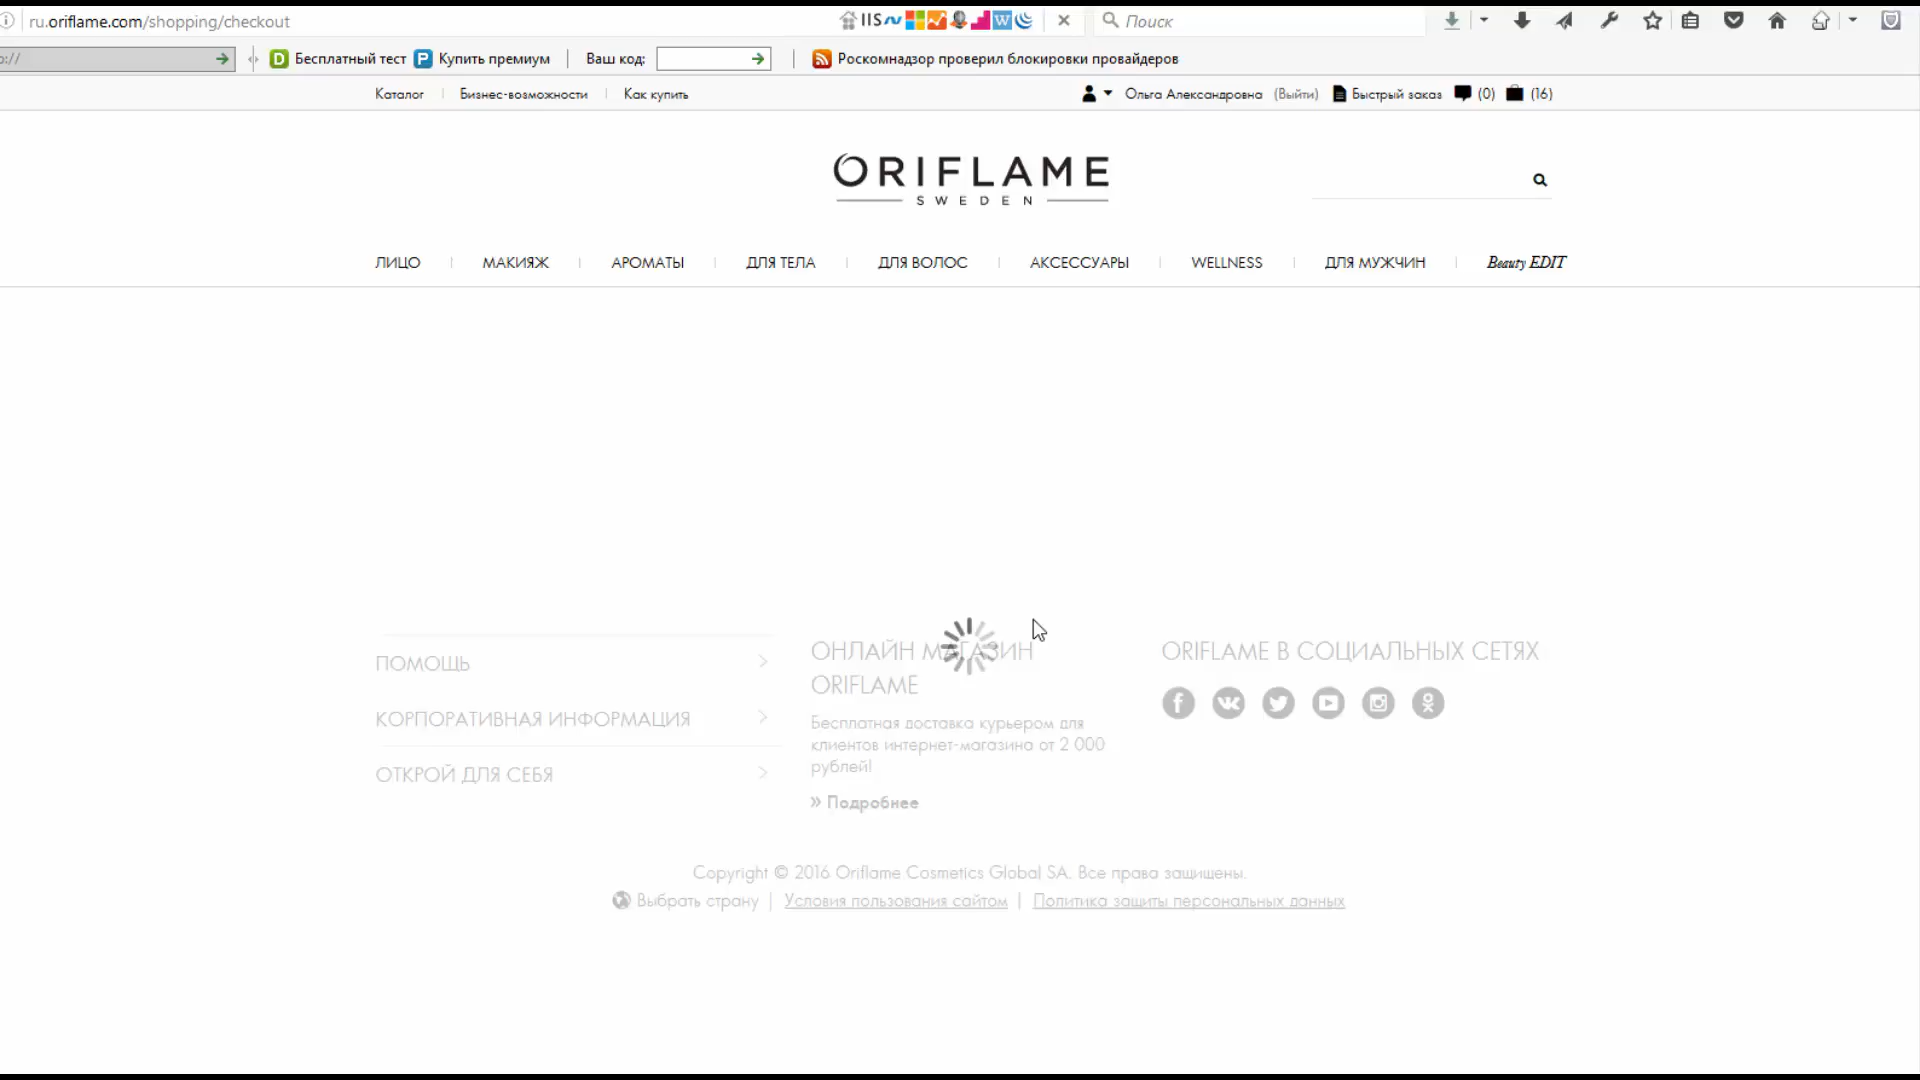 ru.oriflame.com/shopping/checkout
IIS
Поиск
://
Бесплатный тест
Купить премиум
Ваш код:
Роскомнадзор проверил блокировки провайдеров
Каталог
Бизнес-возможности
Как купить
Ольга Александровна (Выйти)
Быстрый заказ
(0)
(16)
ORIFLAME
SWEDEN
ЛИЦО
МАКИЯЖ
АРОМАТЫ
ДЛЯ ТЕЛА
ДЛЯ ВОЛОС
АКСЕССУАРЫ
WELLNESS
ДЛЯ МУЖЧИН
Beauty EDIT
ПОМОЩЬ
КОРПОРАТИВНАЯ ИНФОРМАЦИЯ
ОТКРОЙ ДЛЯ СЕБЯ
ОНЛАЙН МАГАЗИН
ORIFLAME
Бесплатная доставка курьером для
клиентов интернет-магазина от 2 000
рублей!
» Подробнее
ORIFLAME В СОЦИАЛЬНЫХ СЕТЯХ
Copyright © 2016 Oriflame Cosmetics Global SA. Все права защищены.
Выбрать страну | Условия пользования сайтом | Политика защиты персональных данных